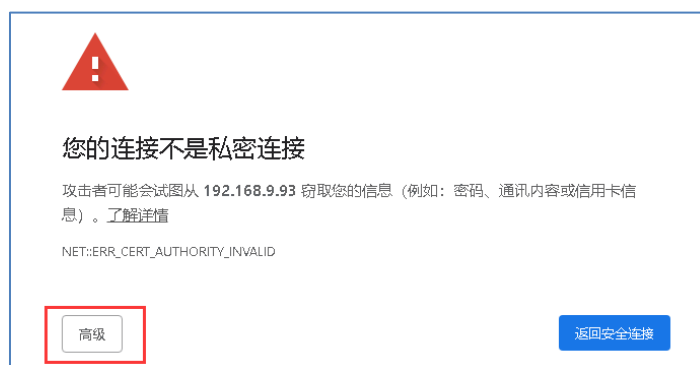 您的连接不是私密连接
攻击者可能会试图从 192.168.9.93 窃取您的信息（例如：密码、通讯内容或信用卡信
息）。了解详情
NET::ERR_CERT_AUTHORITY_INVALID
高级
返回安全连接